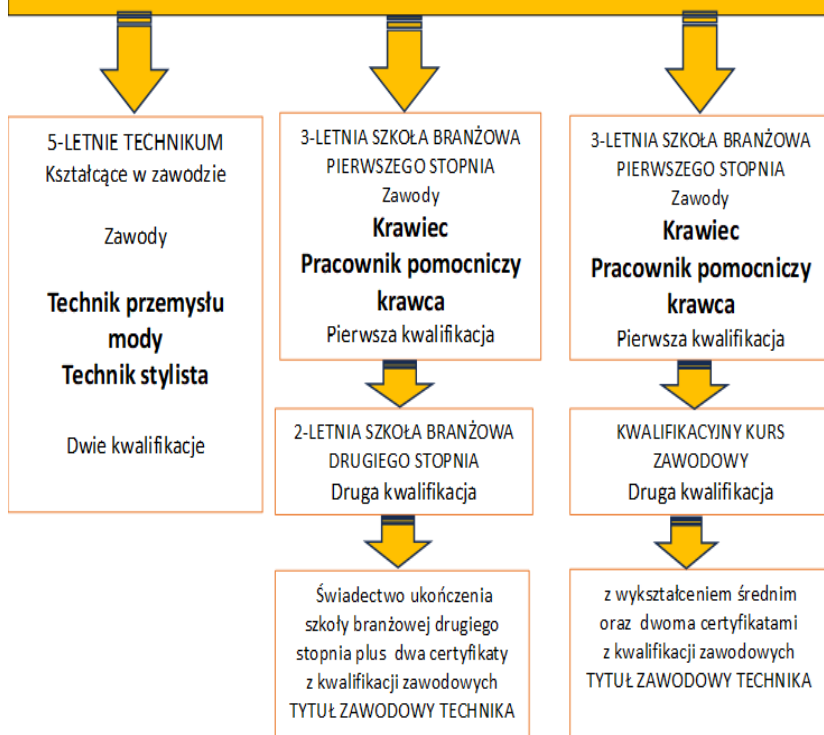 5-LETNIE TECHNIKUM
Kształcące w zawodzie
Zawody
Technik przemysłu
mody
Technik stylista
Dwie kwalifikacje
3-LETNIA SZKOŁA BRANŻOWA
PIERWSZEGO STOPNIA
Zawody
Krawiec
Pracownik pomocniczy
krawca
Pierwsza kwalifikacja
2-LETNIA SZKOŁA BRANŻOWA
DRUGIEGO STOPNIA
Druga kwalifikacja
Świadectwo ukończenia
szkoły branżowej drugiego
stopnia plus dwa certyfikaty
z kwalifikacji zawodowych
TYTUŁ ZAWODOWY TECHNIKA
3-LETNIA SZKOŁA BRANŻOWA
PIERWSZEGO STOPNIA
Zawody
Krawiec
Pracownik pomocniczy
krawca
Pierwsza kwalifikacja
KWALIFIKACYJNY KURS
ZAWODOWY
Druga kwalifikacja
z wykształceniem średnim
oraz dwoma certyfikatami
z kwalifikacji zawodowych
TYTUŁ ZAWODOWY TECHNIKA